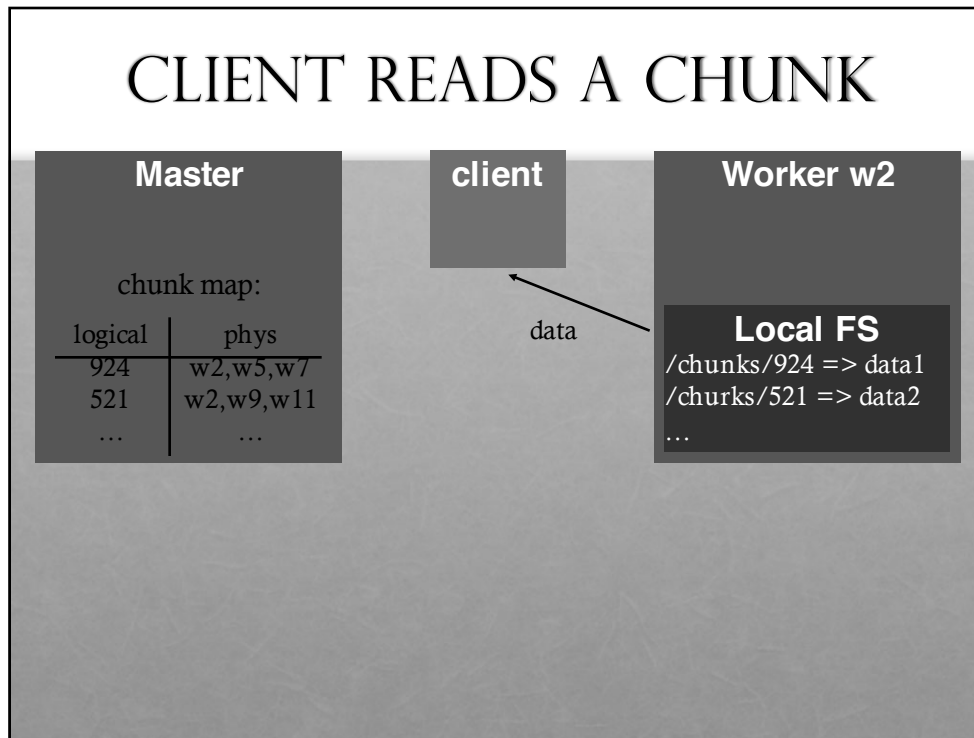 CLIENT READS A CHUNK
Master
chunk map:
logical phys
924 w2,w5,w7
521 w2,w9,w11
… …
client
data
Worker w2
Local FS
/chunks/924 => data1
/churks/521 => data2
…